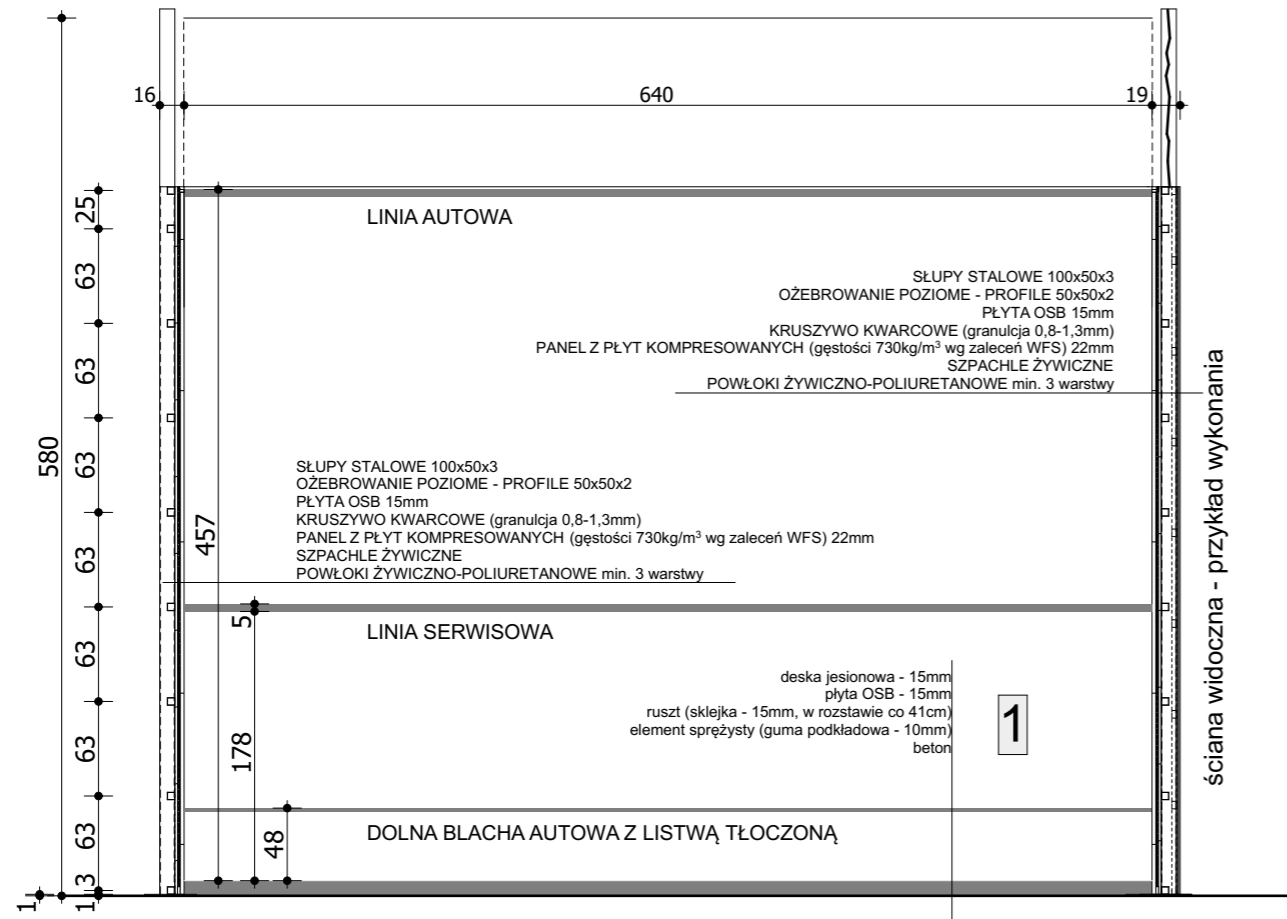 16
640
19
25
LINIA AUTOWA
63
SŁUPY STALOWE 100x50x3
OŻEBROWANIE POZIOME - PROFILE 50x50x2
PŁYTA OSB 15mm
KRUSZYWO KWARCOWE (granulcja 0,8-1,3mm)
PANEL Z PŁYT KOMPRESOWANYCH (gęstości 730kg/m³ wg zaleceń WFS) 22mm
SZPACHLE ŻYWICZNE
POWŁOKI ŻYWICZNO-POLIURETANOWE min. 3 warstwy
63
ściana widoczna - przykład wykonania
580
63
SŁUPY STALOWE 100x50x3
OŻEBROWANIE POZIOME - PROFILE 50x50x2
PŁYTA OSB 15mm
KRUSZYWO KWARCOWE (granulcja 0,8-1,3mm)
PANEL Z PŁYT KOMPRESOWANYCH (gęstości 730kg/m³ wg zaleceń WFS) 22mm
SZPACHLE ŻYWICZNE
POWŁOKI ŻYWICZNO-POLIURETANOWE min. 3 warstwy
457
63
5
LINIA SERWISOWA
63
deska jesionowa - 15mm
płyta OSB - 15mm
ruszt (sklejka - 15mm, w rozstawie co 41cm)
element sprężysty (guma podkładowa - 10mm)
beton
1
178
63
48
DOLNA BLACHA AUTOWA Z LISTWĄ TŁOCZONĄ
63
3
1
1